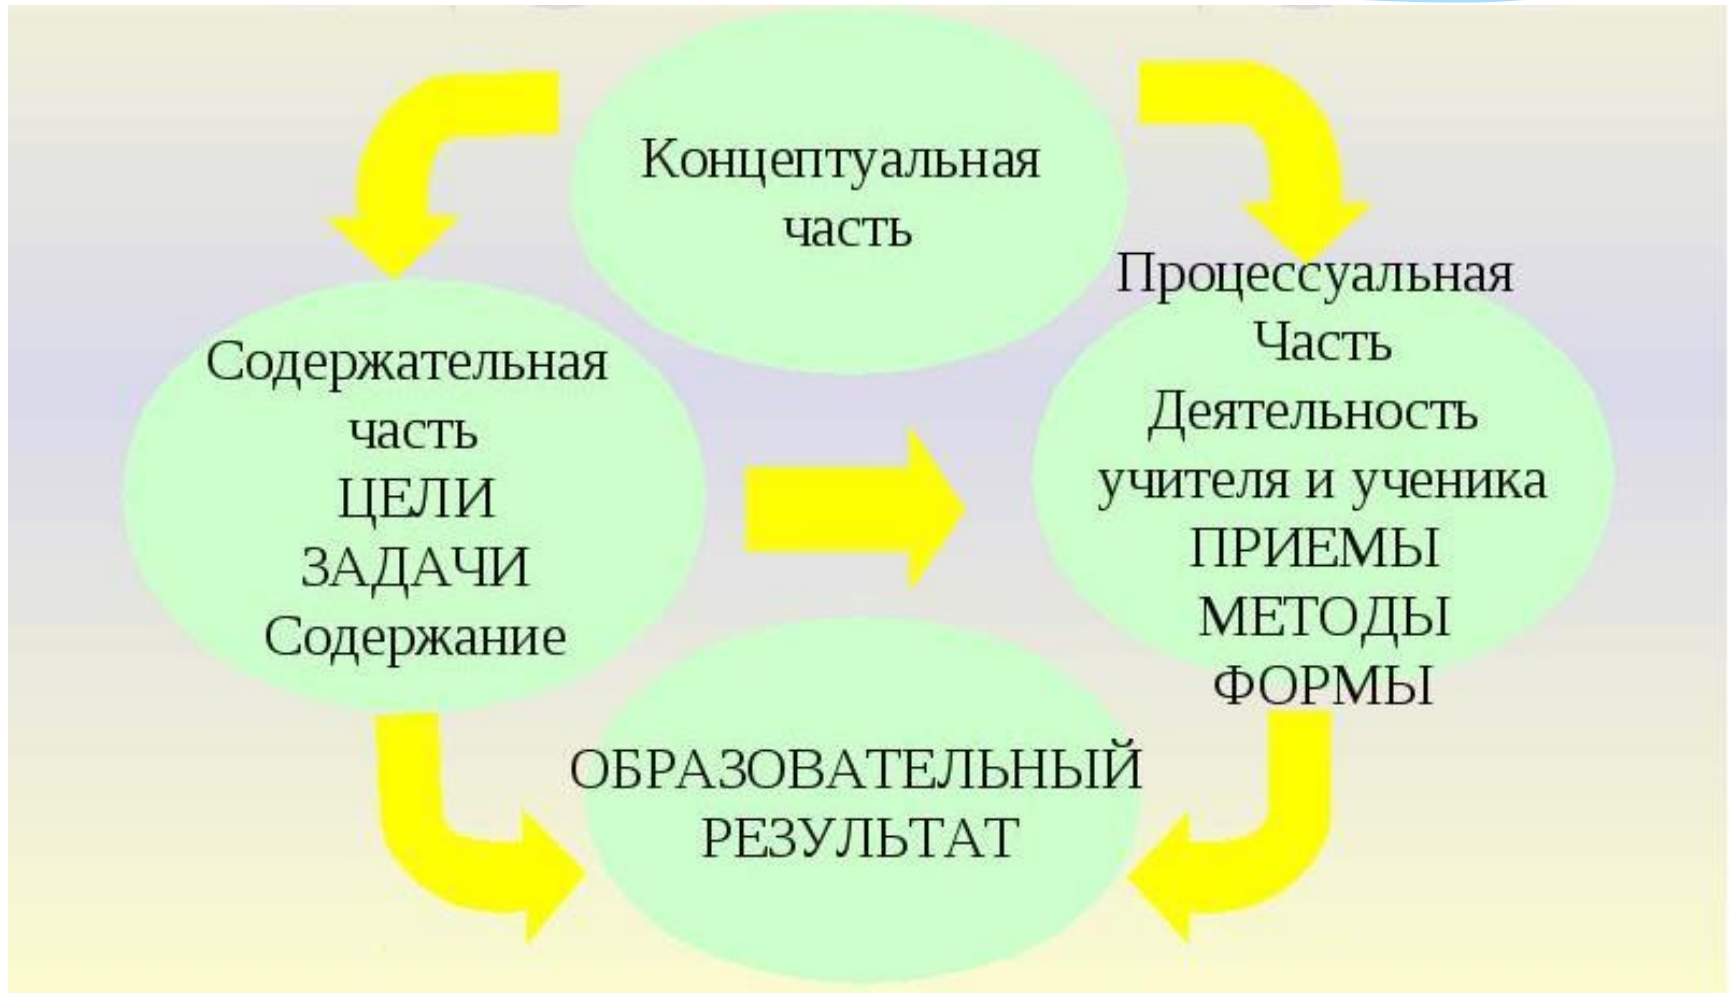 Концептуальная
часть
Содержательная
часть
ЦЕЛИ
ЗАДАЧИ
Содержание
Процессуальная
Часть
Деятельность
учителя и ученика
ПРИЕМЫ
МЕТОДЫ
ФОРМЫ
ОБРАЗОВАТЕЛЬНЫЙ
РЕЗУЛЬТАТ